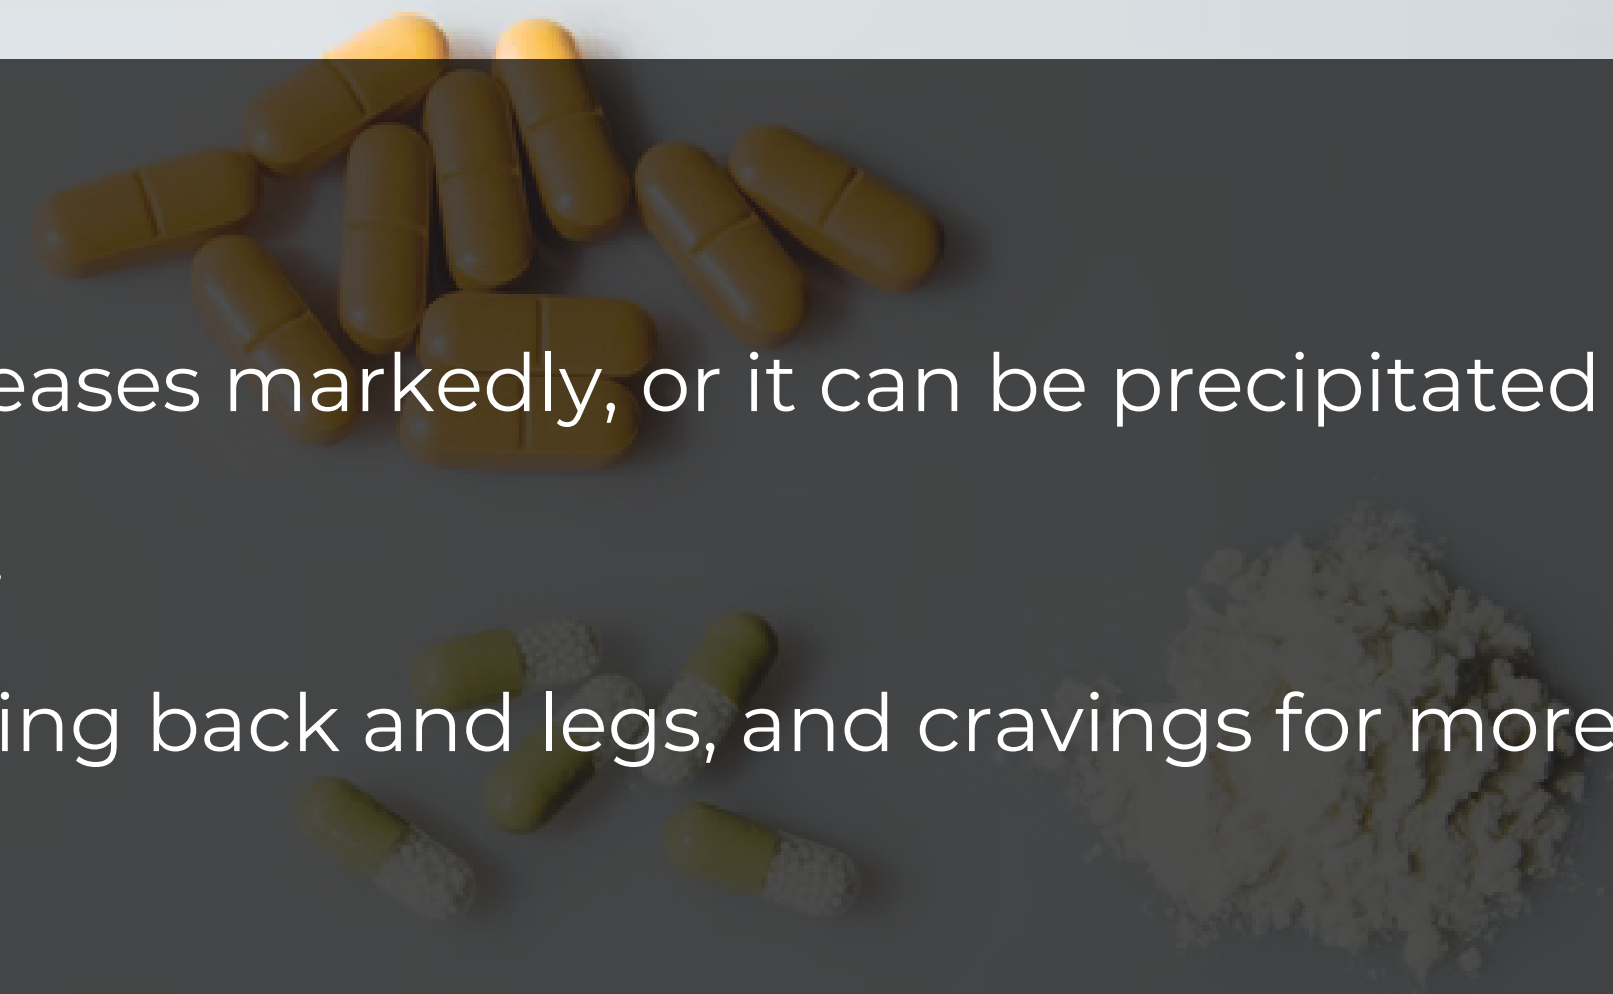 eases markedly, or it can be precipitated
.
ing back and legs, and cravings for more